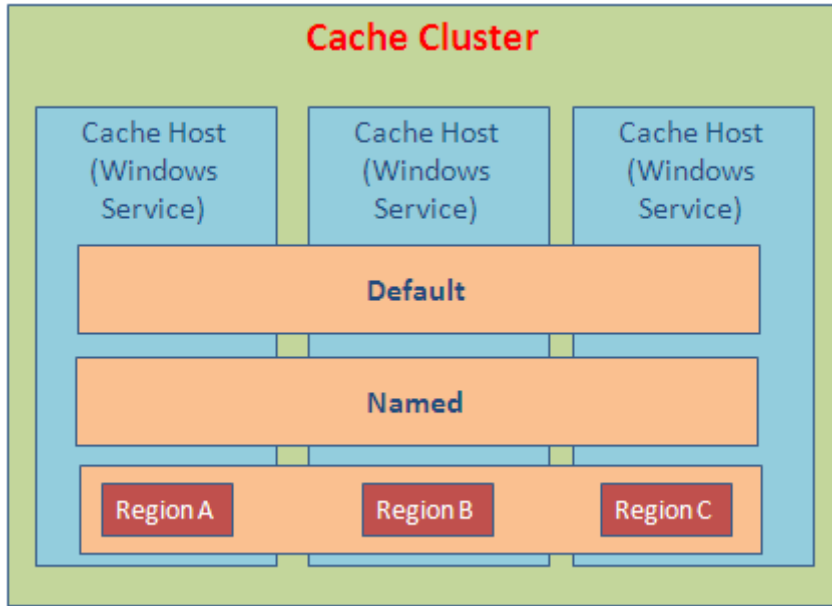 Cache Cluster
Cache Host
(Windows
Service)
Cache Host
(Windows
Service)
Cache Host
(Windows
Service)
Default
Named
Region A
Region B
Region C